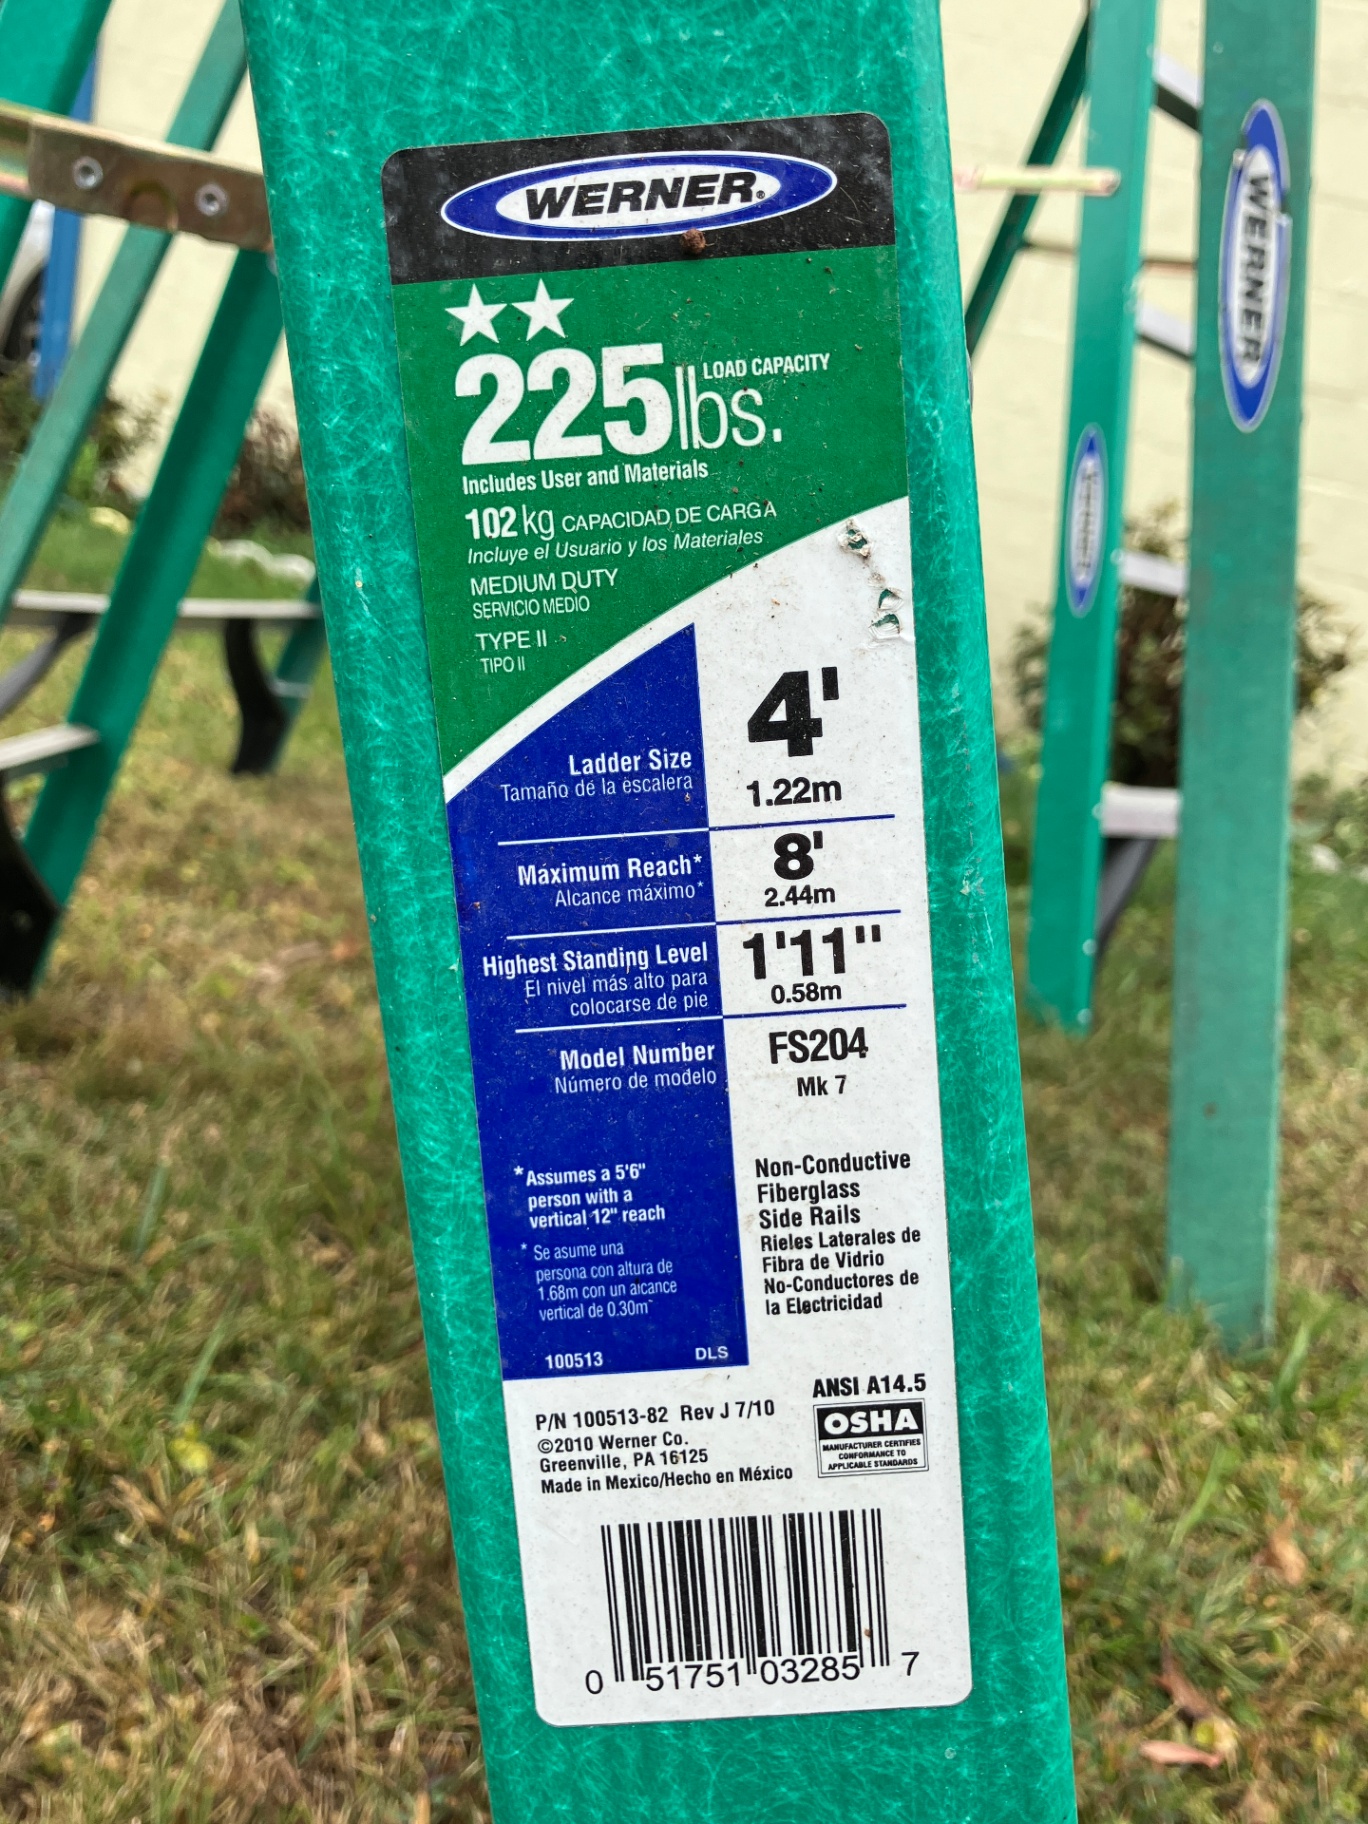 WERNER®
225 lbs. LOAD CAPACITY
Includes User and Materials
102 kg CAPACIDAD DE CARGA
Incluye el Usuario y los Materiales
MEDIUM DUTY
SERVICIO MEDIO
TYPE II
TIPO II
Ladder Size
Tamaño de la escalera
4'
1.22m
Maximum Reach*
Alcance máximo*
8'
2.44m
Highest Standing Level
El nivel más alto para
colocarse de pie
1'11"
0.58m
Model Number
Número de modelo
FS204
Mk 7
*Assumes a 5'6"
person with a
vertical 12" reach
* Se asume una
persona con altura de
1.68m con un alcance
vertical de 0.30m
100513 DLS
Non-Conductive
Fiberglass
Side Rails
Rieles Laterales de
Fibra de Vidrio
No-Conductores de
la Electricidad
P/N 100513-82 Rev J 7/10
©2010 Werner Co.
Greenville, PA 16125
Made in Mexico/Hecho en México
ANSI A14.5
OSHA
MANUFACTURER CERTIFIES
CONFORMANCE TO
APPLICABLE STANDARDS
0 51751 03285 7
WERNER
WERNER